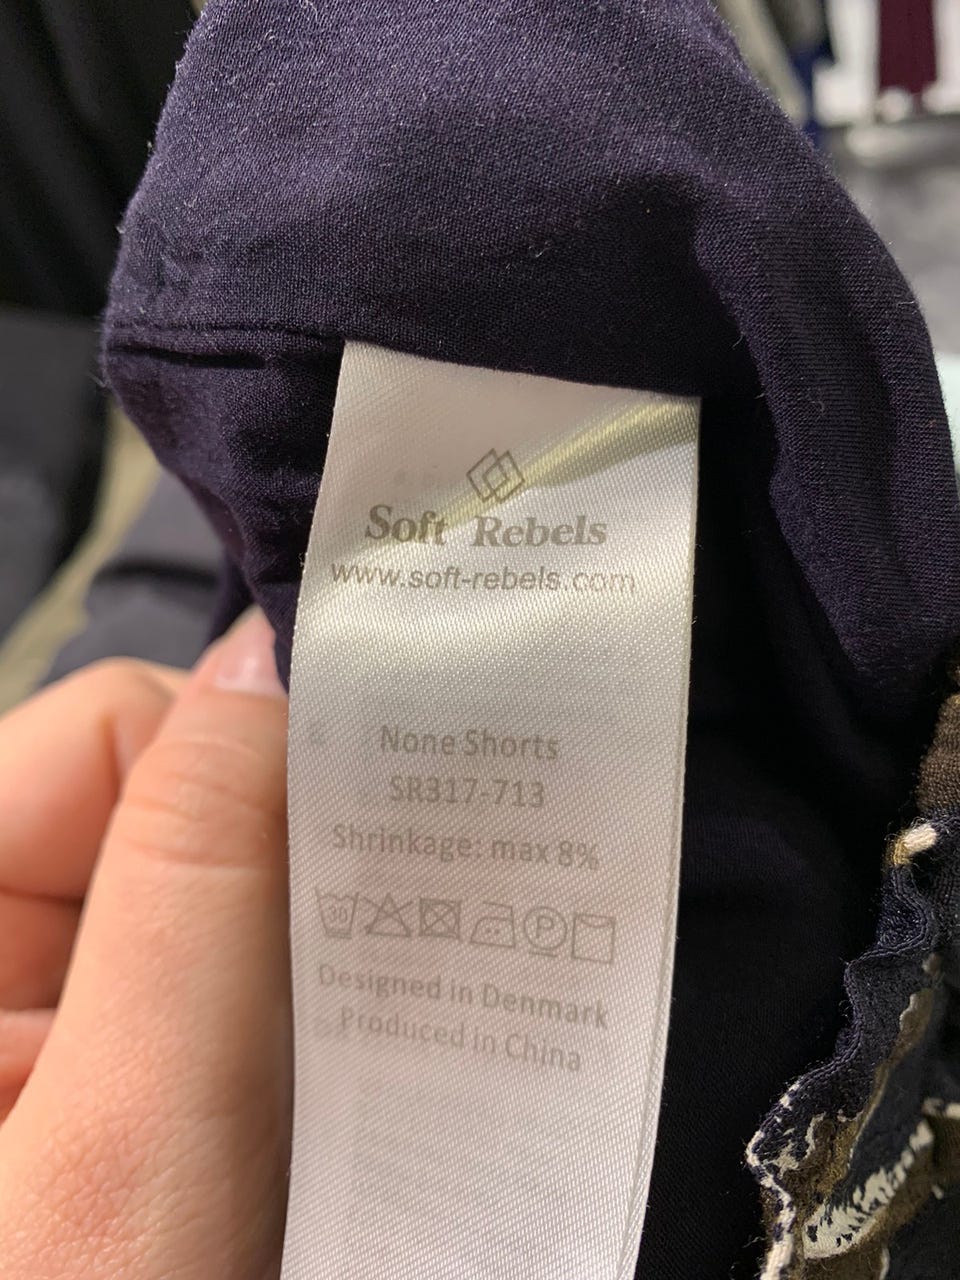 Soft Rebels
www.soft-rebels.com
None Shorts
SR317-713
Shrinkage: max 8%
30 P
Designed in Denmark
Produced in China